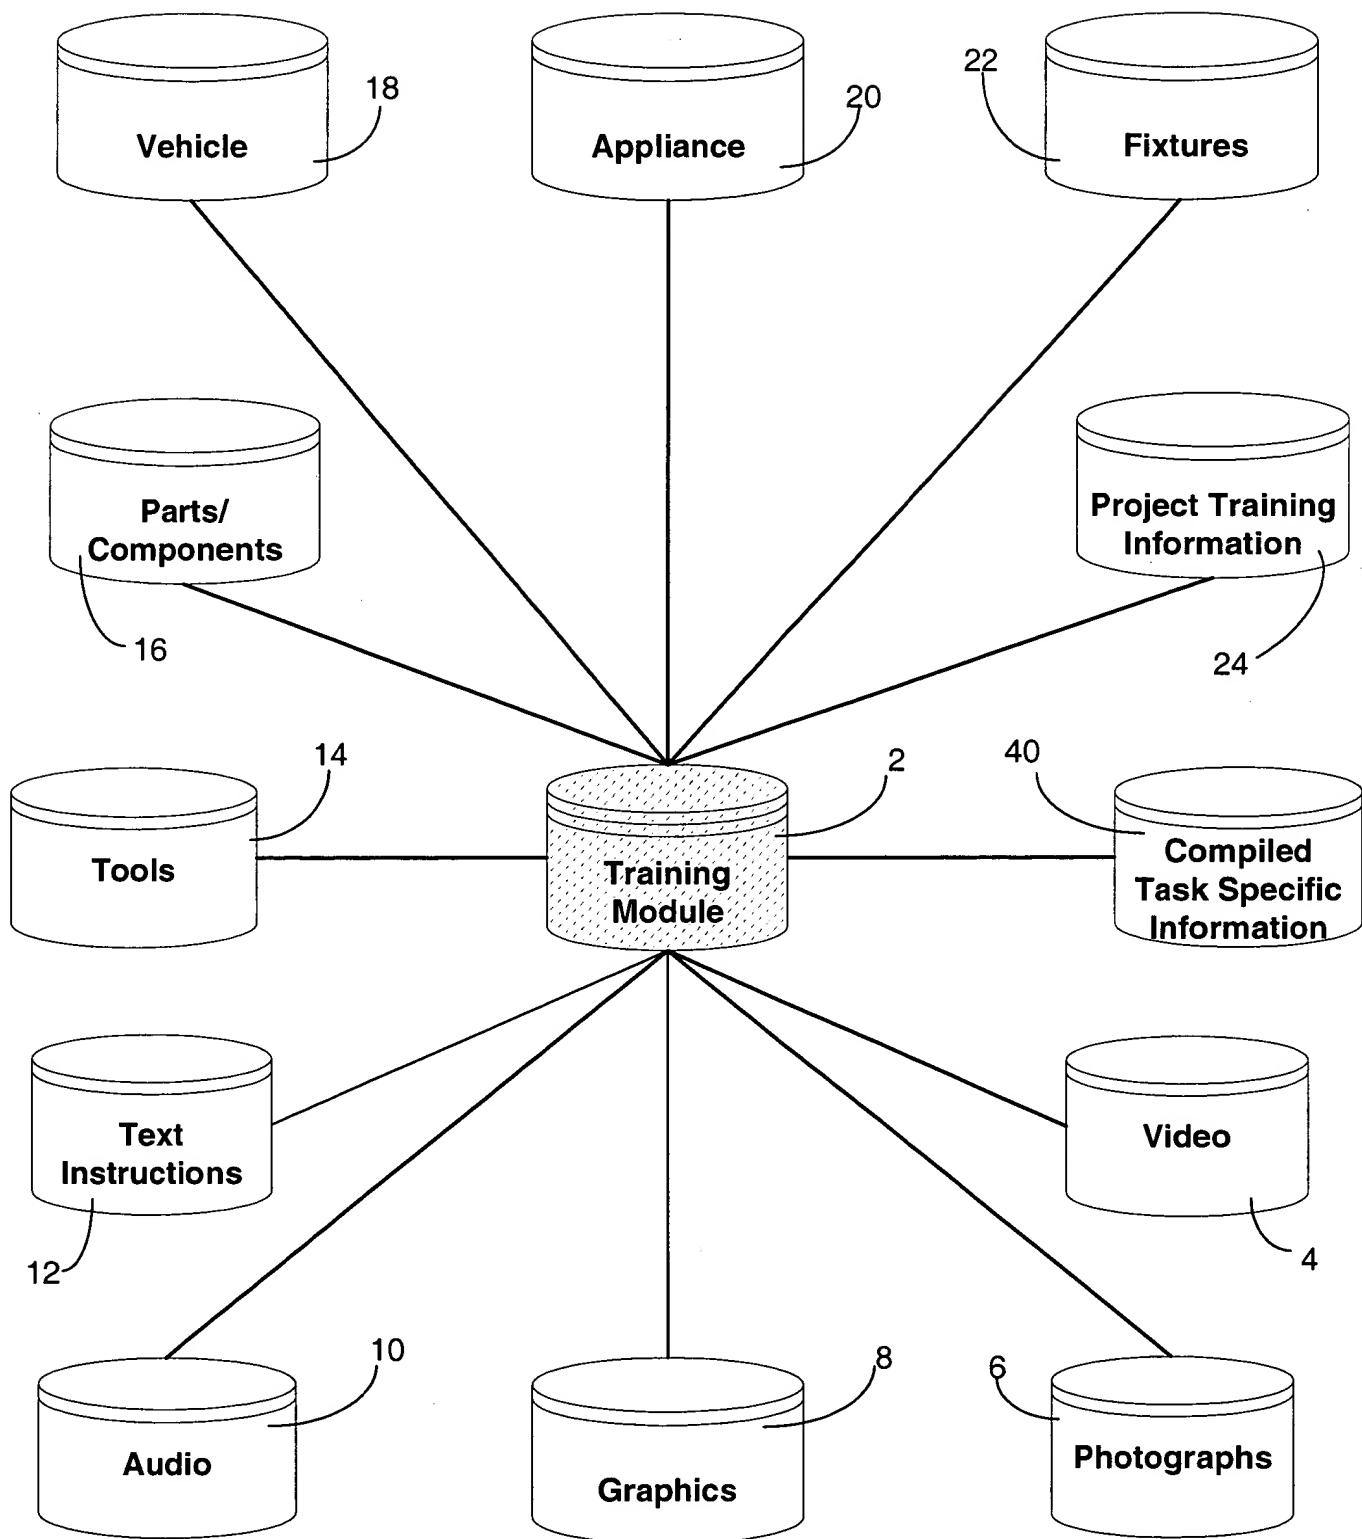 18
20
22
Vehicle
Appliance
Fixtures
Parts/
Components
Project Training
Information
16
24
14
2
40
Tools
Training
Module
Compiled
Task Specific
Information
Text
Instructions
Video
12
4
10
8
6
Audio
Graphics
Photographs